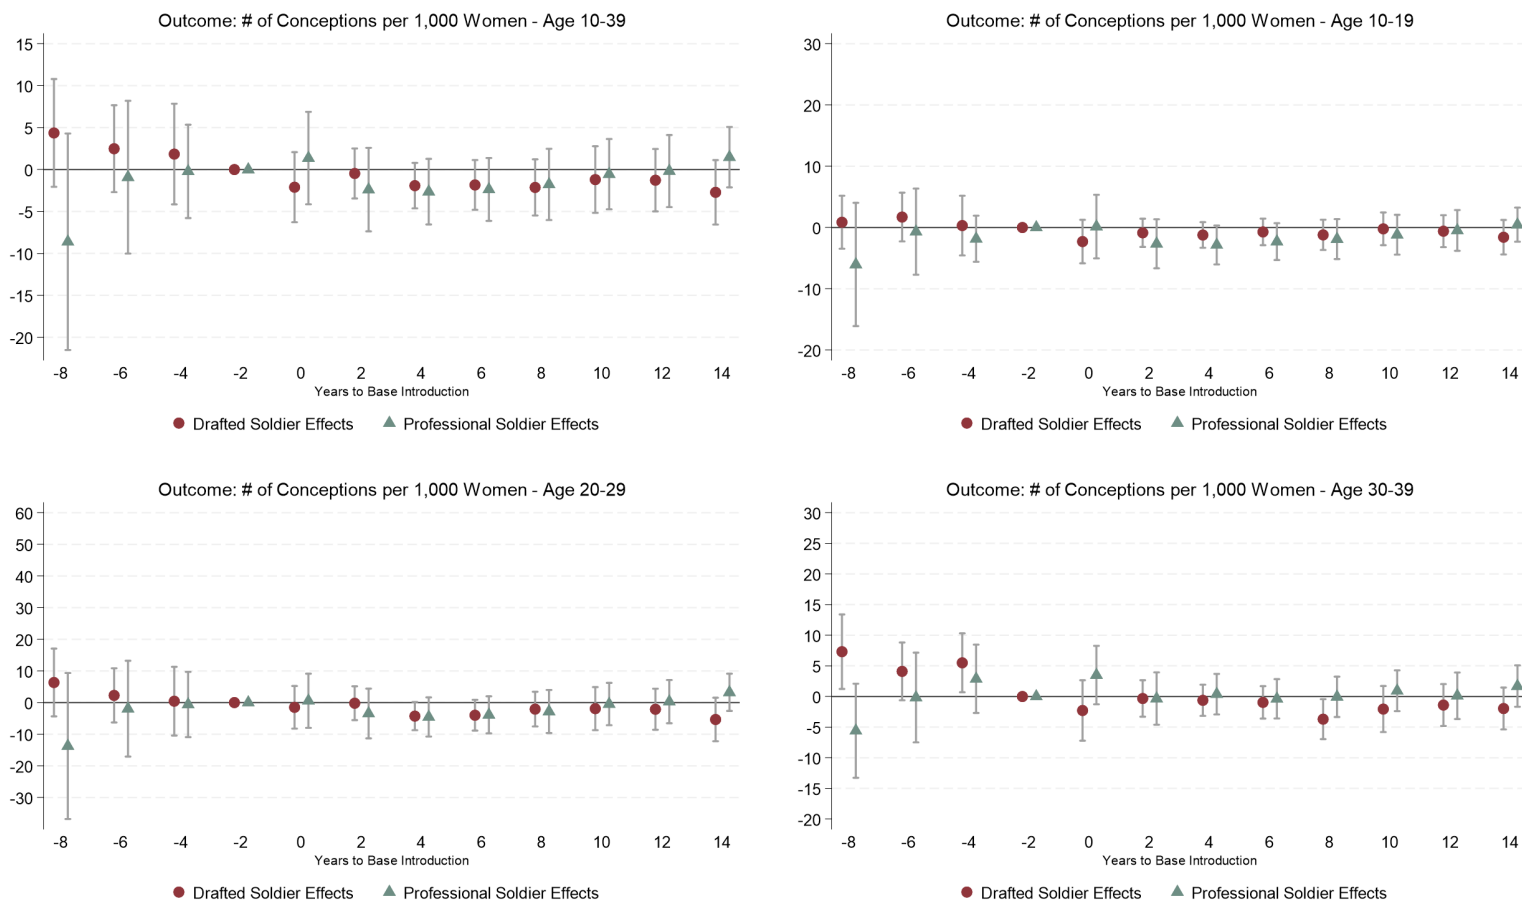 Outcome: # of Conceptions per 1,000 Women - Age 10-39
15
10
5
0
-5
-10
-15
-20
-8 -6 -4 -2 0 2 4 6 8 10 12 14
Years to Base Introduction
Drafted Soldier Effects Professional Soldier Effects
Outcome: # of Conceptions per 1,000 Women - Age 10-19
30
20
10
0
-10
-20
-8 -6 -4 -2 0 2 4 6 8 10 12 14
Years to Base Introduction
Drafted Soldier Effects Professional Soldier Effects
Outcome: # of Conceptions per 1,000 Women - Age 20-29
60
50
40
30
20
10
0
-10
-20
-30
-8 -6 -4 -2 0 2 4 6 8 10 12 14
Years to Base Introduction
Drafted Soldier Effects Professional Soldier Effects
Outcome: # of Conceptions per 1,000 Women - Age 30-39
30
25
20
15
10
5
0
-5
-10
-15
-20
-8 -6 -4 -2 0 2 4 6 8 10 12 14
Years to Base Introduction
Drafted Soldier Effects Professional Soldier Effects